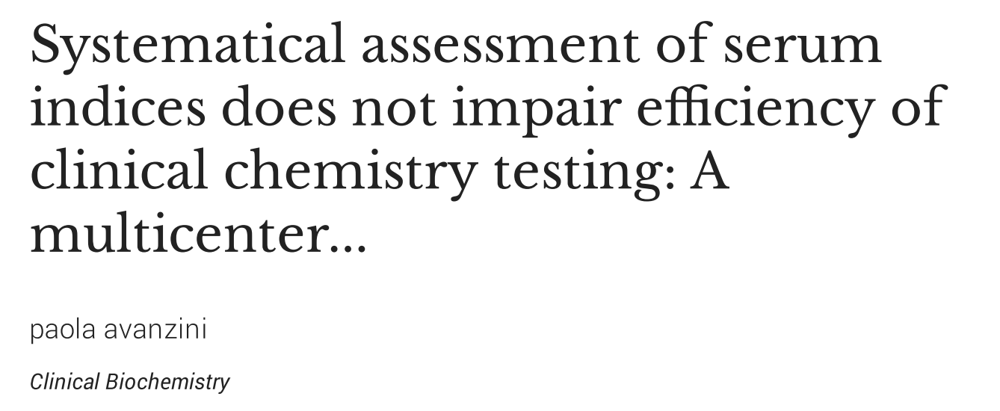 Systematical assessment of serum
indices does not impair efficiency of
clinical chemistry testing: A
multicenter...
paola avanzini
Clinical Biochemistry